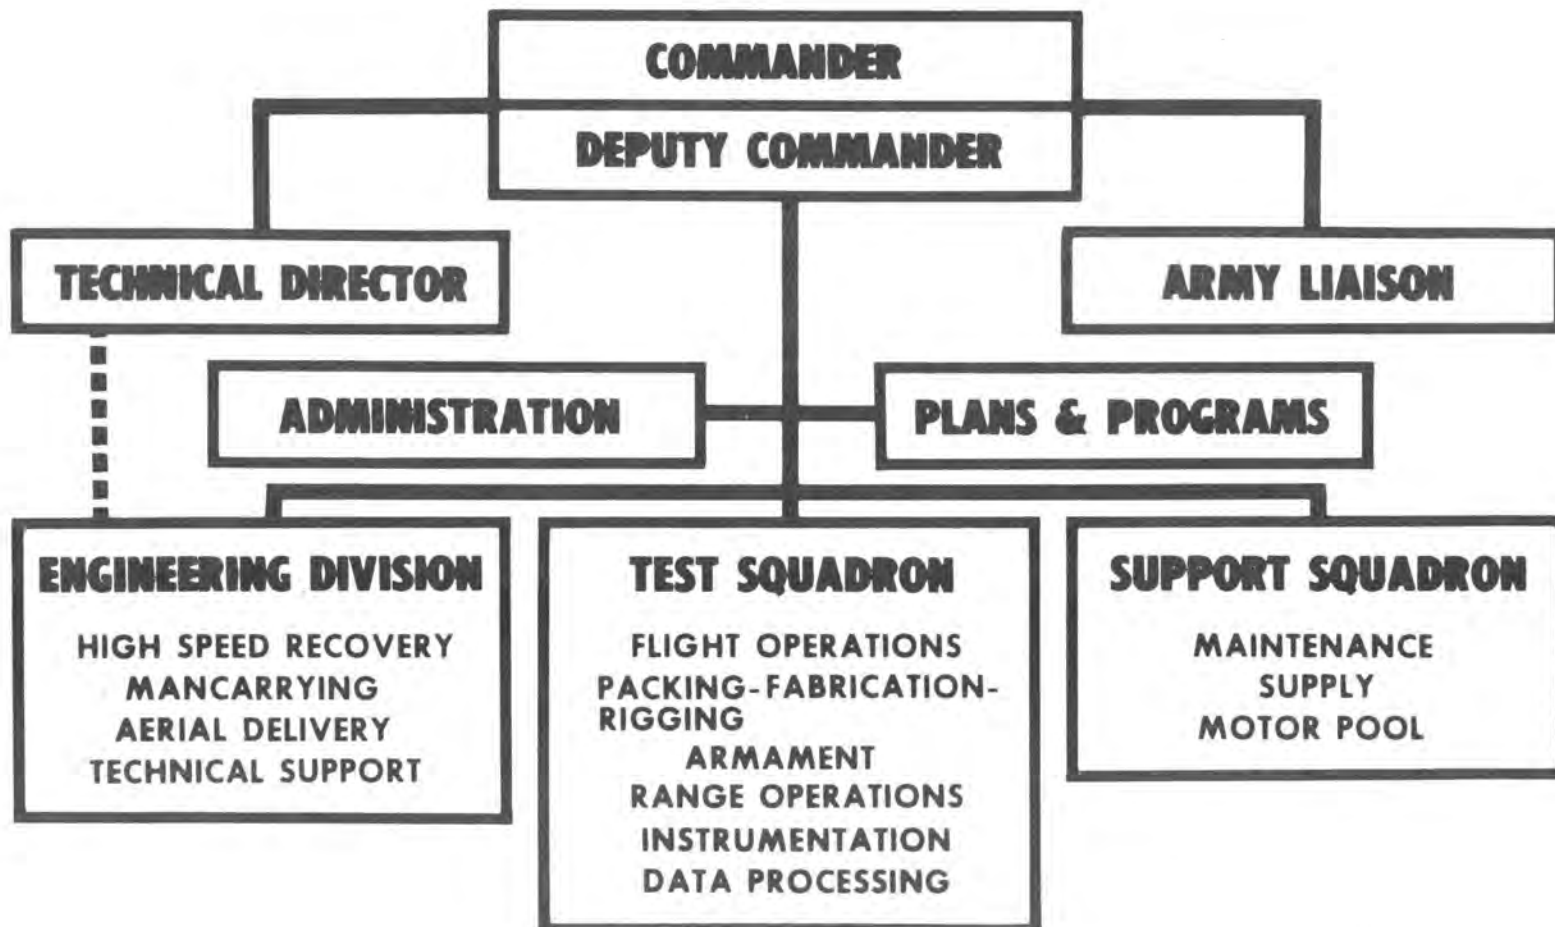 COMMANDER
DEPUTY COMMANDER
TECHNICAL DIRECTOR
ARMY LIAISON
ADMINISTRATION
PLANS & PROGRAMS
ENGINEERING DIVISION
HIGH SPEED RECOVERY
MANCARRYING
AERIAL DELIVERY
TECHNICAL SUPPORT
TEST SQUADRON
FLIGHT OPERATIONS
PACKING-FABRICATION-
RIGGING
ARMAMENT
RANGE OPERATIONS
INSTRUMENTATION
DATA PROCESSING
SUPPORT SQUADRON
MAINTENANCE
SUPPLY
MOTOR POOL